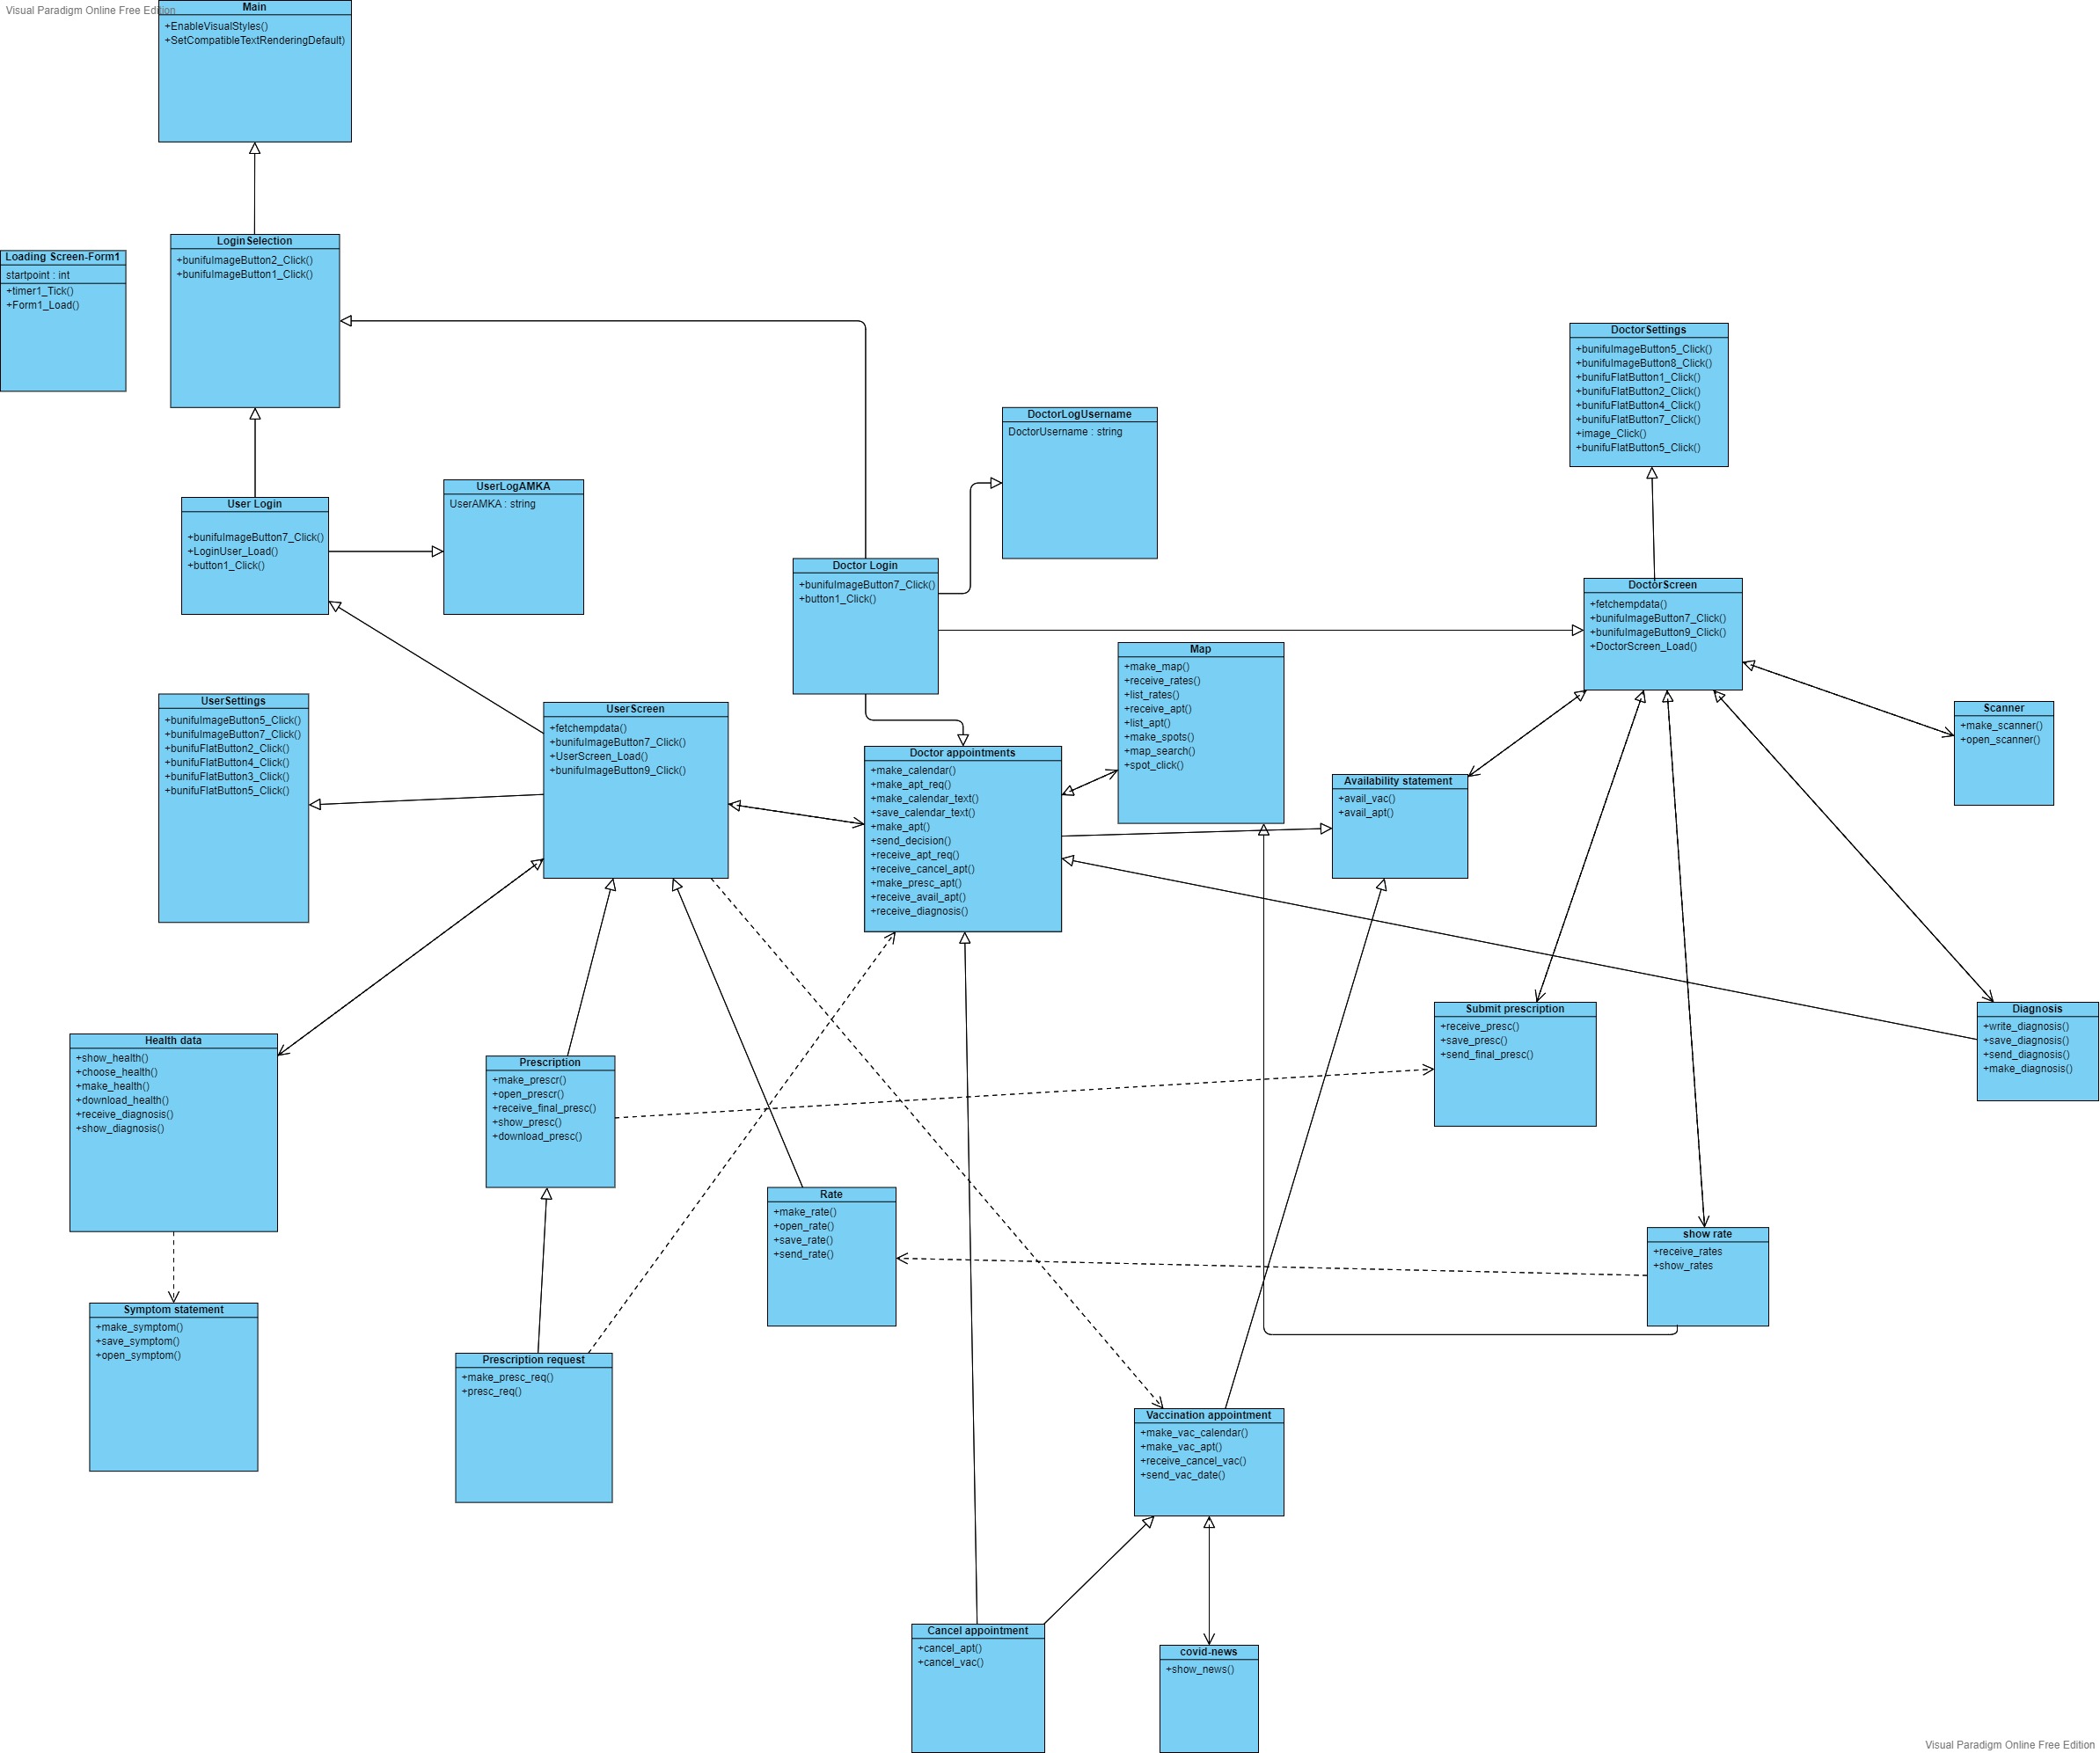 Visual Paradigm Online Free Edition
Main
+EnableVisualStyles()
+SetCompatibleTextRenderingDefault)
LoginSelection
+bunifuImageButton2_Click()
+bunifuImageButton1_Click()
Loading Screen-Form1
startpoint : int
+timer1_Tick()
+Form1_Load()
DoctorSettings
+bunifuImageButton5_Click()
+bunifuImageButton8_Click()
+bunifuFlatButton1_Click()
+bunifuFlatButton2_Click()
+bunifuFlatButton4_Click()
+bunifuFlatButton7_Click()
+image_Click()
+bunifuFlatButton5_Click()
DoctorLogUsername
DoctorUsername : string
UserLogAMKA
UserAMKA : string
User Login
+bunifuImageButton7_Click()
+LoginUser_Load()
+button1_Click()
Doctor Login
+bunifuImageButton7_Click()
+button1_Click()
DoctorScreen
+fetchempdata()
+bunifuImageButton7_Click()
+bunifuImageButton9_Click()
+DoctorScreen_Load()
Map
+make_map()
+receive_rates()
+list_rates()
+receive_apt()
+list_apt()
+make_spots()
+map_search()
+spot_click()
UserSettings
+bunifuImageButton5_Click()
+bunifuImageButton7_Click()
+bunifuFlatButton2_Click()
+bunifuFlatButton4_Click()
+bunifuFlatButton3_Click()
+bunifuFlatButton5_Click()
UserScreen
+fetchempdata()
+bunifuImageButton7_Click()
+UserScreen_Load()
+bunifuImageButton9_Click()
Scanner
+make_scanner()
+open_scanner()
Doctor appointments
+make_calendar()
+make_apt_req()
+make_calendar_text()
+save_calendar_text()
+make_apt()
+send_decision()
+receive_apt_req()
+receive_cancel_apt()
+make_presc_apt()
+receive_avail_apt()
+receive_diagnosis()
Availability statement
+avail_vac()
+avail_apt()
Submit prescription
+receive_presc()
+save_presc()
+send_final_presc()
Diagnosis
+write_diagnosis()
+save_diagnosis()
+send_diagnosis()
+make_diagnosis()
Health data
+show_health()
+choose_health()
+make_health()
+download_health()
+receive_diagnosis()
+show_diagnosis()
Prescription
+make_prescr()
+open_prescr()
+receive_final_presc()
+show_presc()
+download_presc()
Rate
+make_rate()
+open_rate()
+save_rate()
+send_rate()
show rate
+receive_rates
+show_rates
Symptom statement
+make_symptom()
+save_symptom()
+open_symptom()
Prescription request
+make_presc_req()
+presc_req()
Vaccination appointment
+make_vac_calendar()
+make_vac_apt()
+receive_cancel_vac()
+send_vac_date()
Cancel appointment
+cancel_apt()
+cancel_vac()
covid-news
+show_news()
Visual Paradigm Online Free Edition